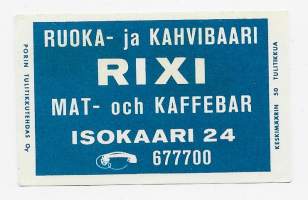 RUOKA- ja KAHVIBAARI
RIXI
MAT- och KAFFEBAR
ISOKAARI 24
677700
PORIN TULITIKKUTEHDAS Oy
KESKIMÄÄRIN 50 TULITIKKUA